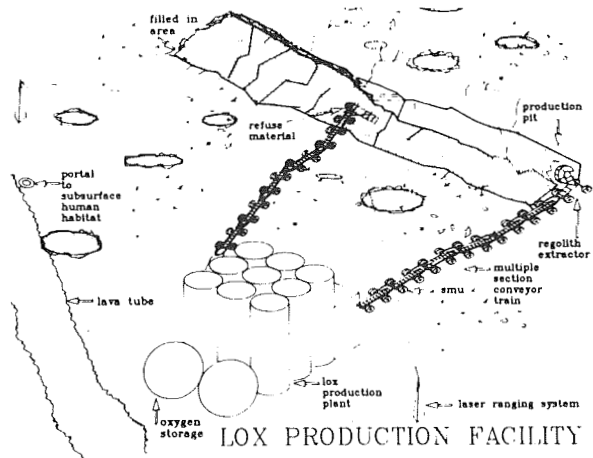 filled in
area
refuse
material
production
pit
portal
to
subsurface
human
habitat
regolith
extractor
multiple
section
conveyor
train
smu
lava tube
lox
production
plant
laser ranging system
oxygen
storage
LOX PRODUCTION FACILITY